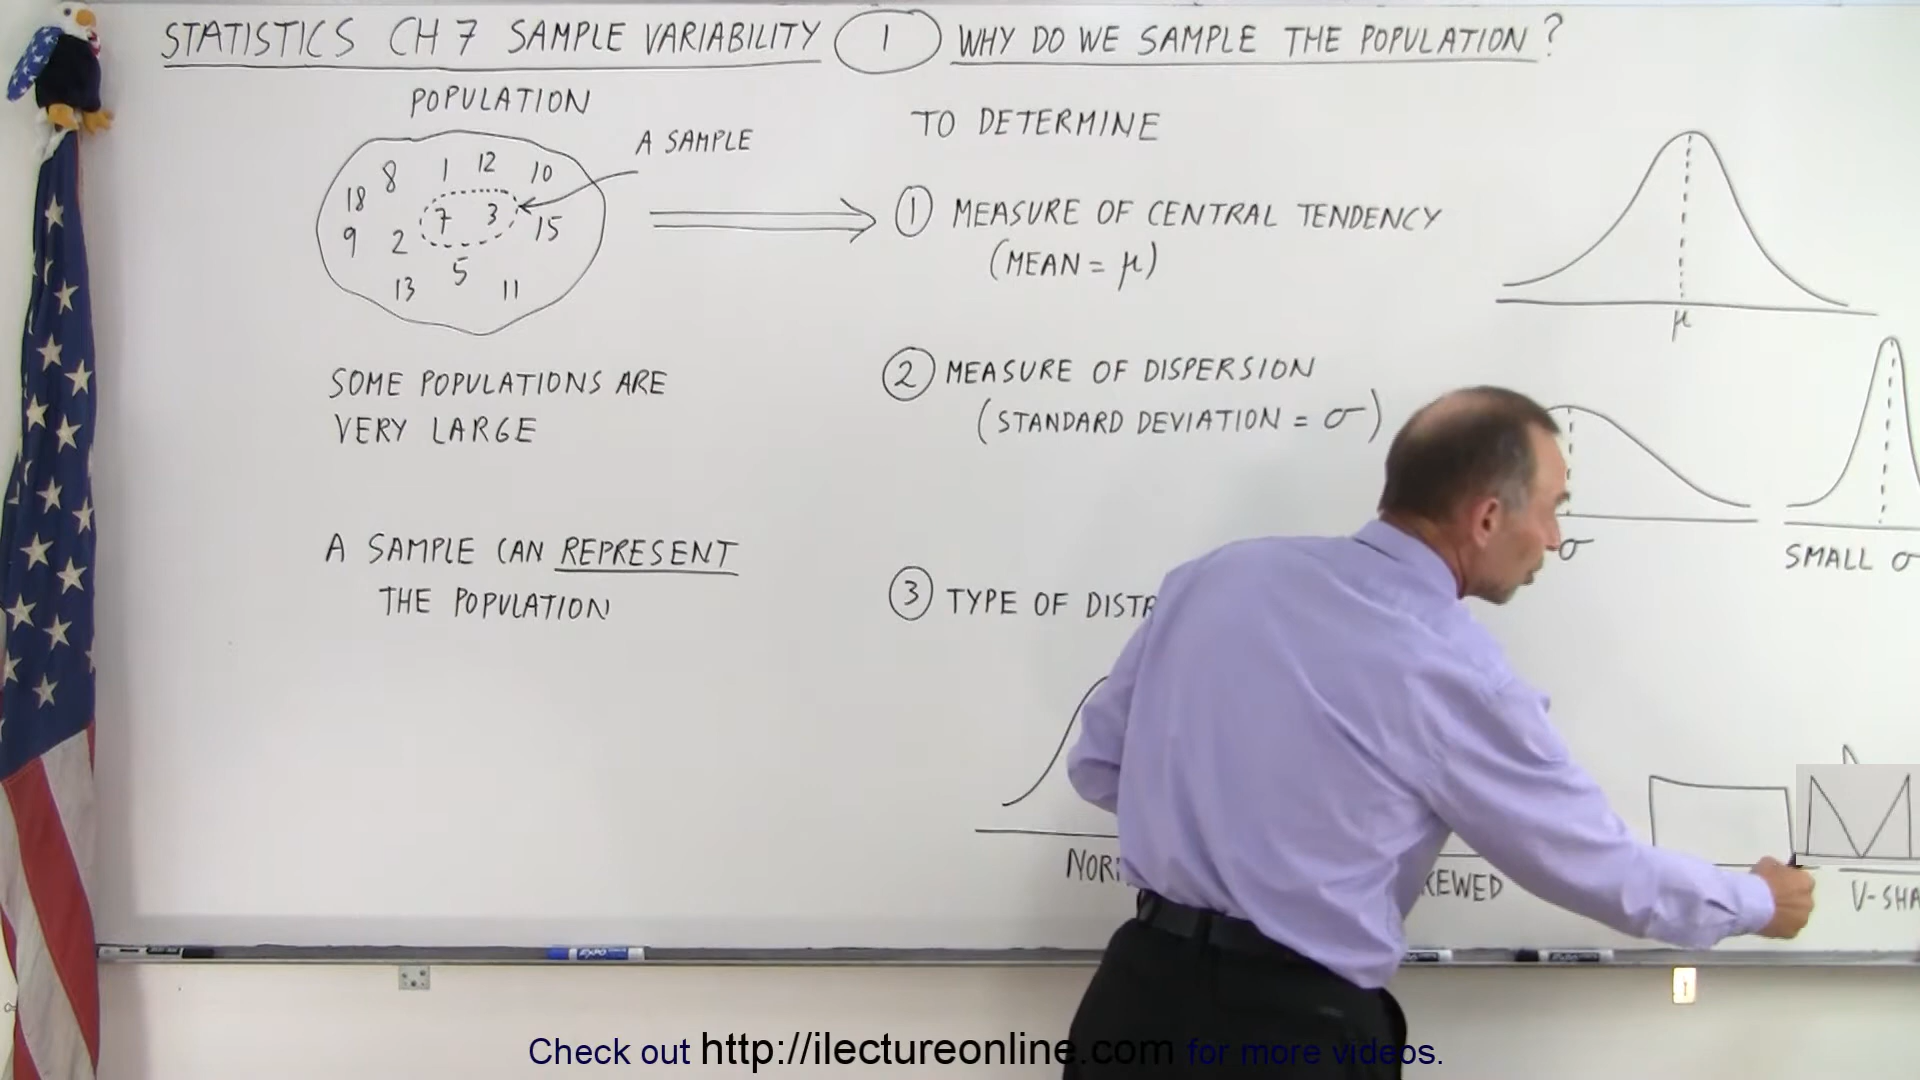 STATISTICS CH 7 SAMPLE VARIABILITY 1 WHY DO WE SAMPLE THE POPULATION?
POPULATION
A SAMPLE
8 1 12 10
18
7 3
9 2 15
5
13 11
SOME POPULATIONS ARE
VERY LARGE
A SAMPLE CAN REPRESENT
THE POPULATION
TO DETERMINE
1 MEASURE OF CENTRAL TENDENCY
(MEAN = μ)
μ
2 MEASURE OF DISPERSION
(STANDARD DEVIATION = σ)
σ
SMALL σ
3 TYPE OF DISTR
NOR
KEWED
V-SHA
Check out http://ilectureonline.com for more videos.